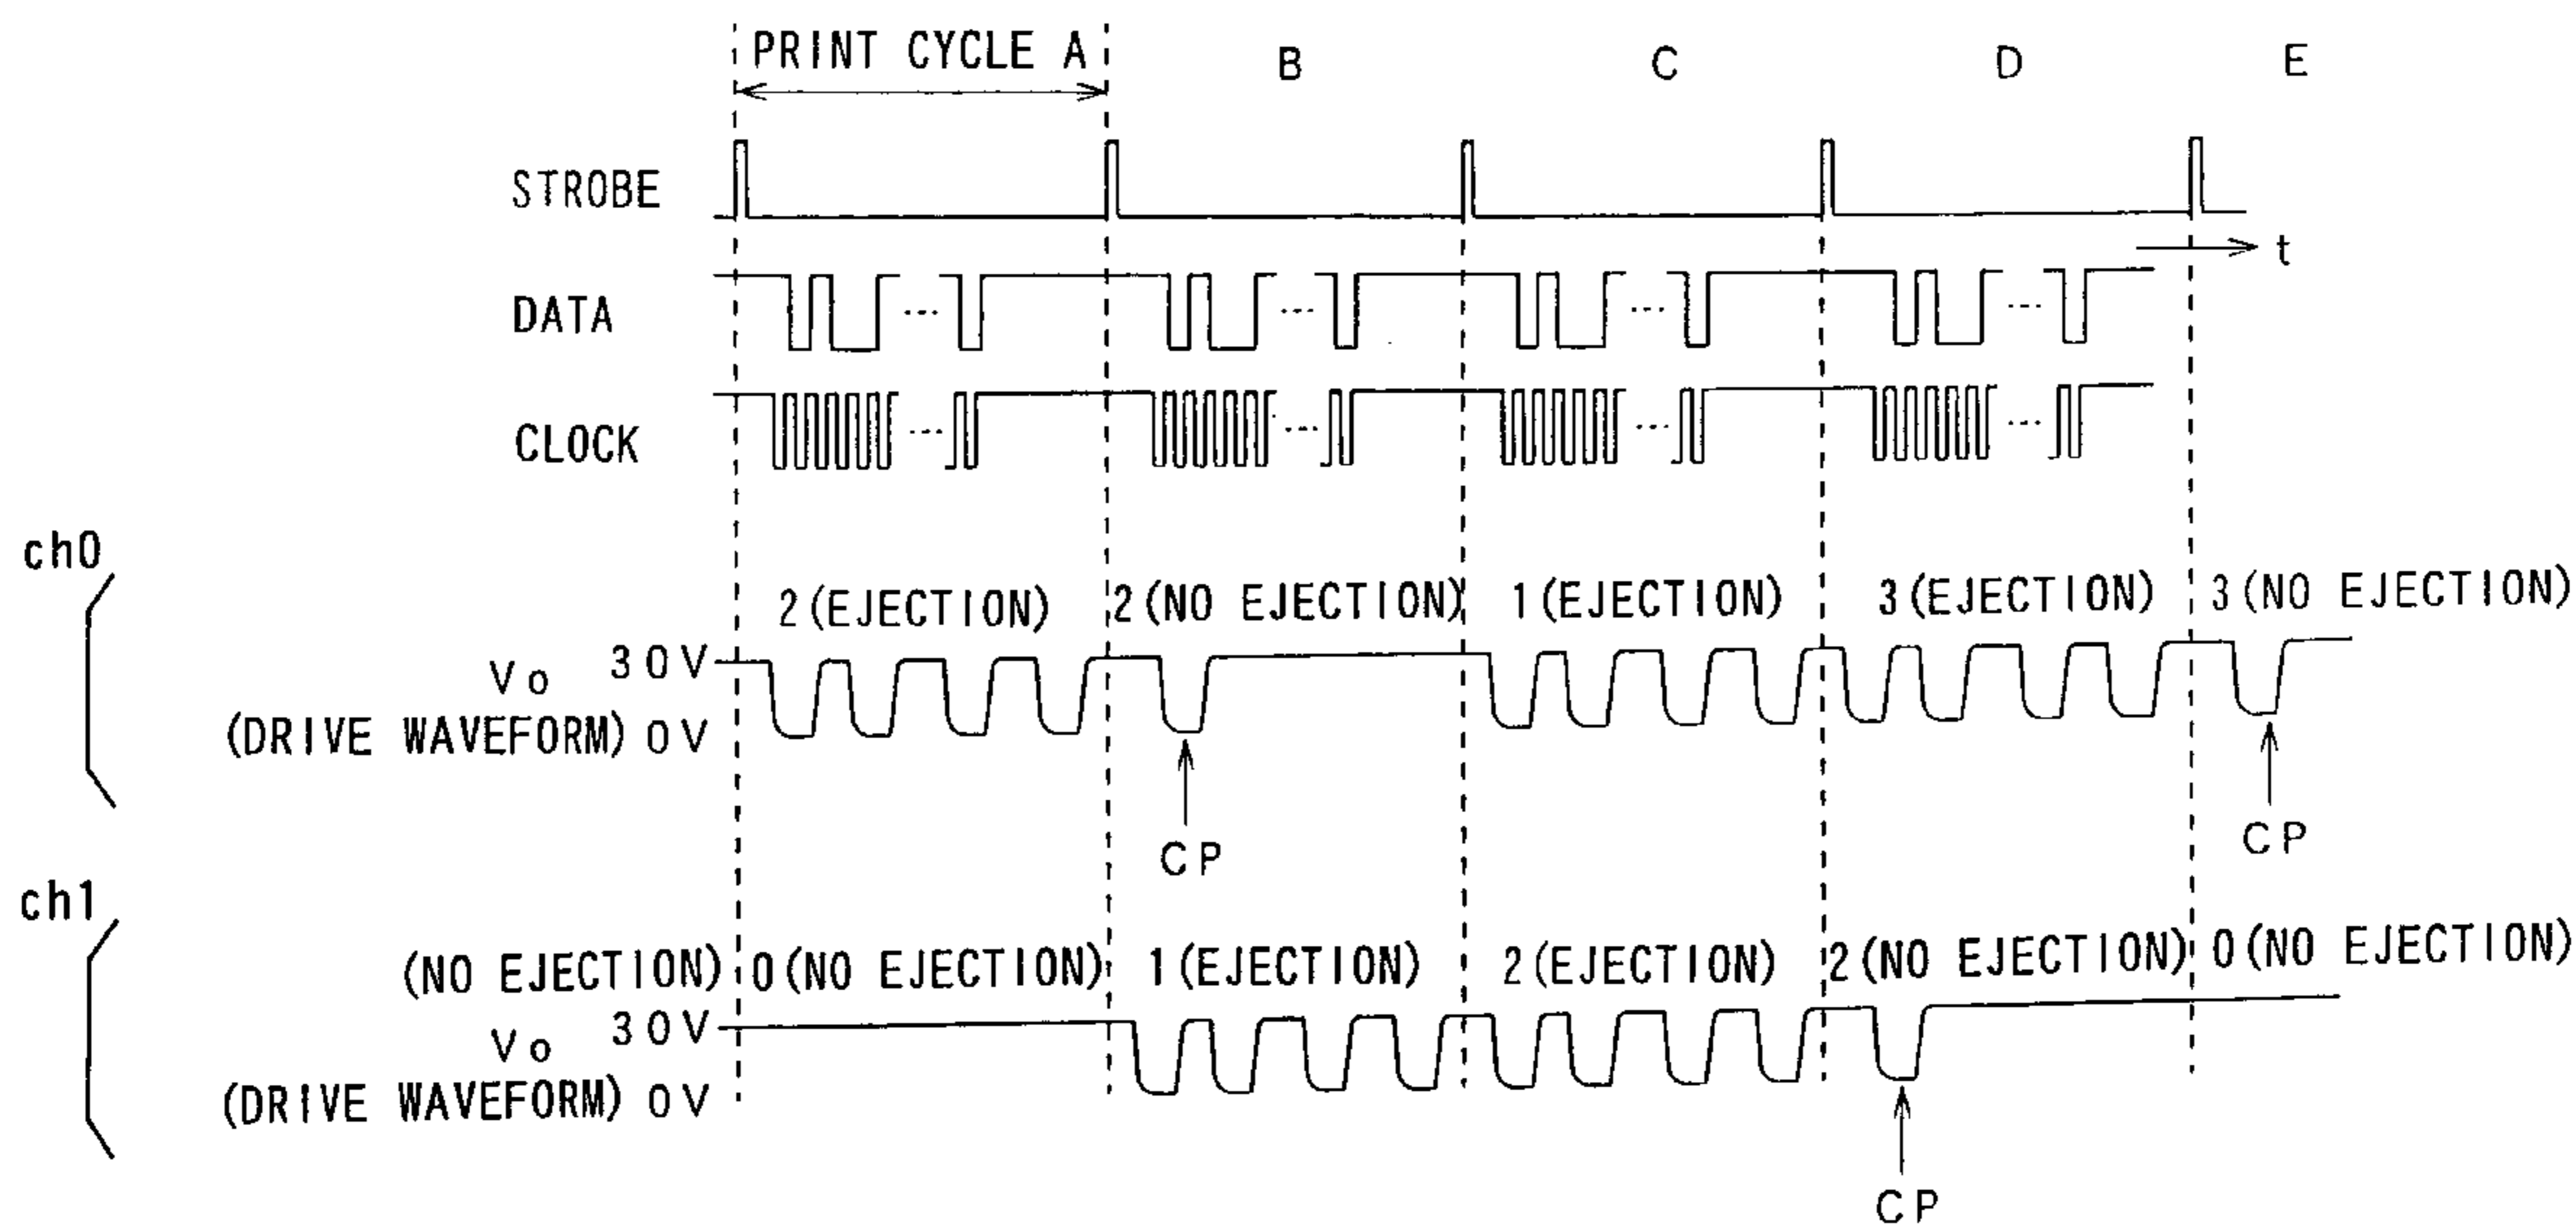 PRINT CYCLE A B C D E
STROBE
t
DATA
...
...
...
...
CLOCK
...
...
...
...
ch0
2(EJECTION) 2(NO EJECTION) 1(EJECTION) 3(EJECTION) 3(NO EJECTION)
Vo 30V
(DRIVE WAVEFORM) 0V
CP
CP
ch1
(NO EJECTION) 0(NO EJECTION) 1(EJECTION) 2(EJECTION) 2(NO EJECTION) 0(NO EJECTION)
Vo 30V
(DRIVE WAVEFORM) 0V
CP